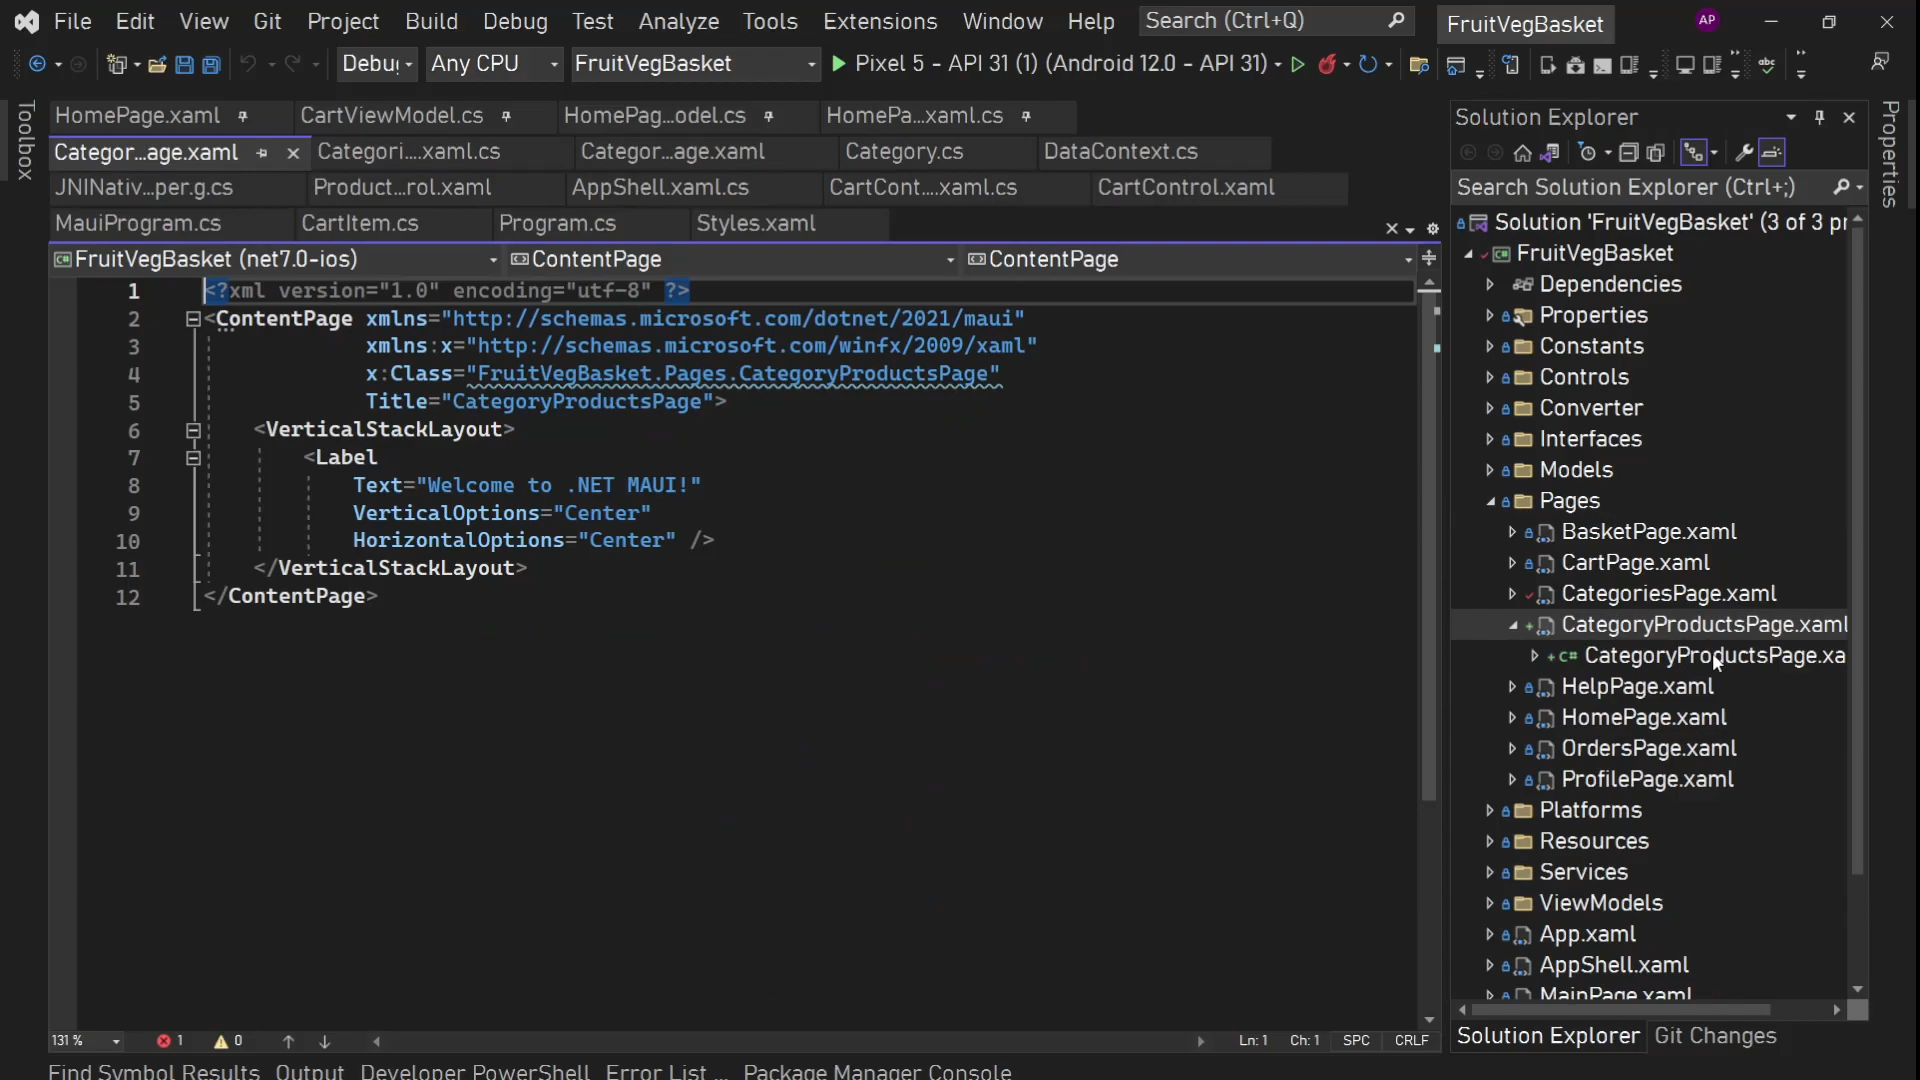 File Edit View Git Project Build Debug Test Analyze Tools Extensions Window Help Search (Ctrl+Q) FruitVegBasket AP
Debug Any CPU FruitVegBasket Pixel 5 - API 31 (1) (Android 12.0 - API 31)
Toolbox
HomePage.xaml CartViewModel.cs HomePag...odel.cs HomePa...xaml.cs
Categor...age.xaml Categori....xaml.cs Categor...age.xaml Category.cs DataContext.cs
JNINativ...per.g.cs Product...rol.xaml AppShell.xaml.cs CartCont....xaml.cs CartControl.xaml
MauiProgram.cs CartItem.cs Program.cs Styles.xaml
FruitVegBasket (net7.0-ios) ContentPage ContentPage
1 <?xml version="1.0" encoding="utf-8" ?>
2 <ContentPage xmlns="http://schemas.microsoft.com/dotnet/2021/maui"
3 xmlns:x="http://schemas.microsoft.com/winfx/2009/xaml"
4 x:Class="FruitVegBasket.Pages.CategoryProductsPage"
5 Title="CategoryProductsPage">
6 <VerticalStackLayout>
7 <Label
8 Text="Welcome to .NET MAUI!"
9 VerticalOptions="Center"
10 HorizontalOptions="Center" />
11 </VerticalStackLayout>
12 </ContentPage>
131 % 1 0 Ln: 1 Ch: 1 SPC CRLF
Find Symbol Results Output Developer PowerShell Error List ... Package Manager Console
Solution Explorer
Search Solution Explorer (Ctrl+;)
Solution 'FruitVegBasket' (3 of 3 pr
FruitVegBasket
Dependencies
Properties
Constants
Controls
Converter
Interfaces
Models
Pages
BasketPage.xaml
CartPage.xaml
CategoriesPage.xaml
CategoryProductsPage.xaml
C# CategoryProductsPage.xa
HelpPage.xaml
HomePage.xaml
OrdersPage.xaml
ProfilePage.xaml
Platforms
Resources
Services
ViewModels
App.xaml
AppShell.xaml
MainPage.xaml
Solution Explorer Git Changes
Properties